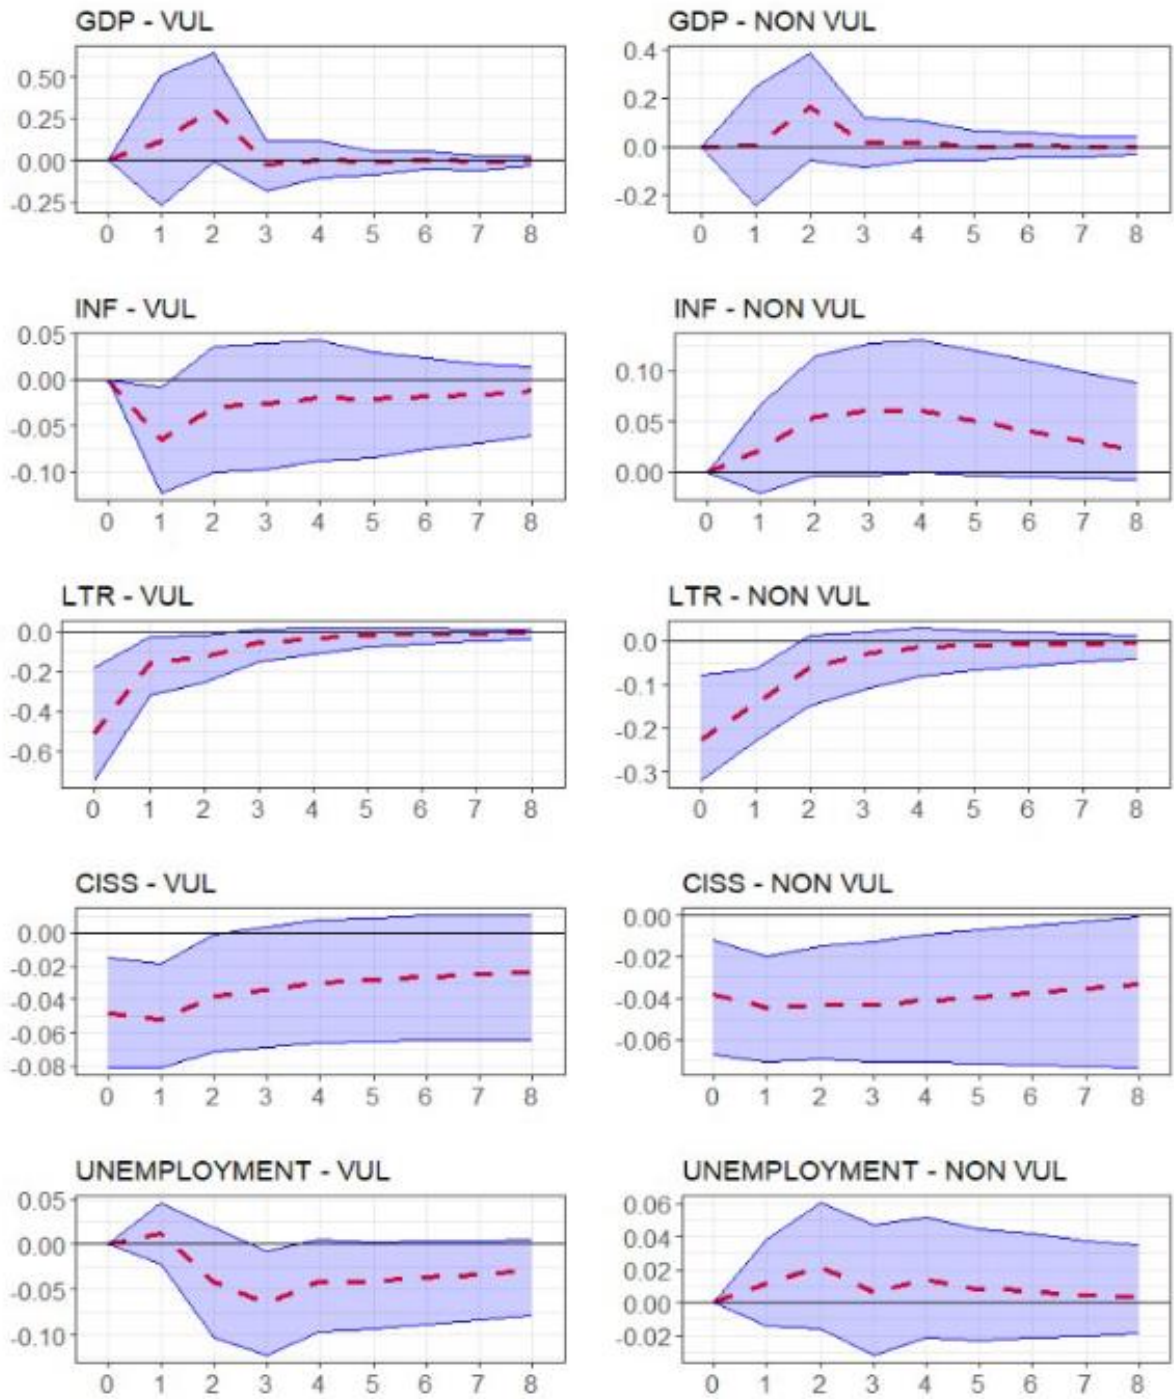 GDP - VUL
0.50
0.25
0.00
-0.25
0 1 2 3 4 5 6 7 8
GDP - NON VUL
0.4
0.2
0.0
-0.2
0 1 2 3 4 5 6 7 8
INF - VUL
0.05
0.00
-0.05
-0.10
0 1 2 3 4 5 6 7 8
INF - NON VUL
0.10
0.05
0.00
0 1 2 3 4 5 6 7 8
LTR - VUL
0.0
-0.2
-0.4
-0.6
0 1 2 3 4 5 6 7 8
LTR - NON VUL
0.0
-0.1
-0.2
-0.3
0 1 2 3 4 5 6 7 8
CISS - VUL
0.00
-0.02
-0.04
-0.06
-0.08
0 1 2 3 4 5 6 7 8
CISS - NON VUL
0.00
-0.02
-0.04
-0.06
0 1 2 3 4 5 6 7 8
UNEMPLOYMENT - VUL
0.05
0.00
-0.05
-0.10
0 1 2 3 4 5 6 7 8
UNEMPLOYMENT - NON VUL
0.06
0.04
0.02
0.00
-0.02
0 1 2 3 4 5 6 7 8